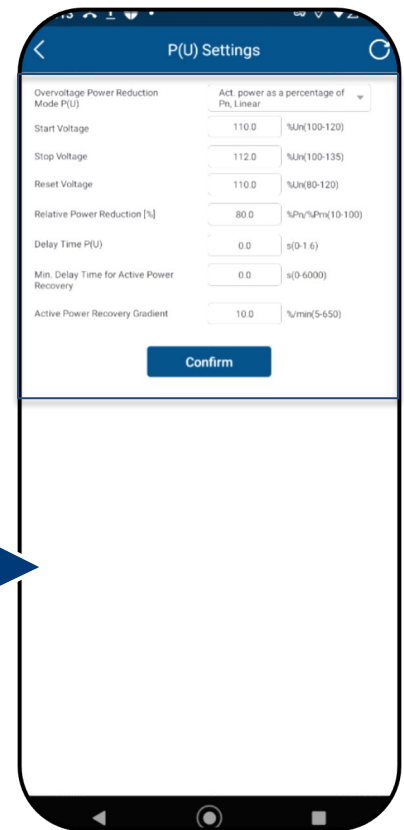 P(U) Settings
Overvoltage Power Reduction
Mode P(U)
Act. power as a percentage of
Pn, Linear
Start Voltage 110.0 %Un(100-120)
Stop Voltage 112.0 %Un(100-135)
Reset Voltage 110.0 %Un(80-120)
Relative Power Reduction [%] 80.0 %Pn/%Pm(10-100)
Delay Time P(U) 0.0 s(0-1.6)
Min. Delay Time for Active Power
Recovery
0.0 s(0-6000)
Active Power Recovery Gradient 10.0 %/min(5-650)
Confirm